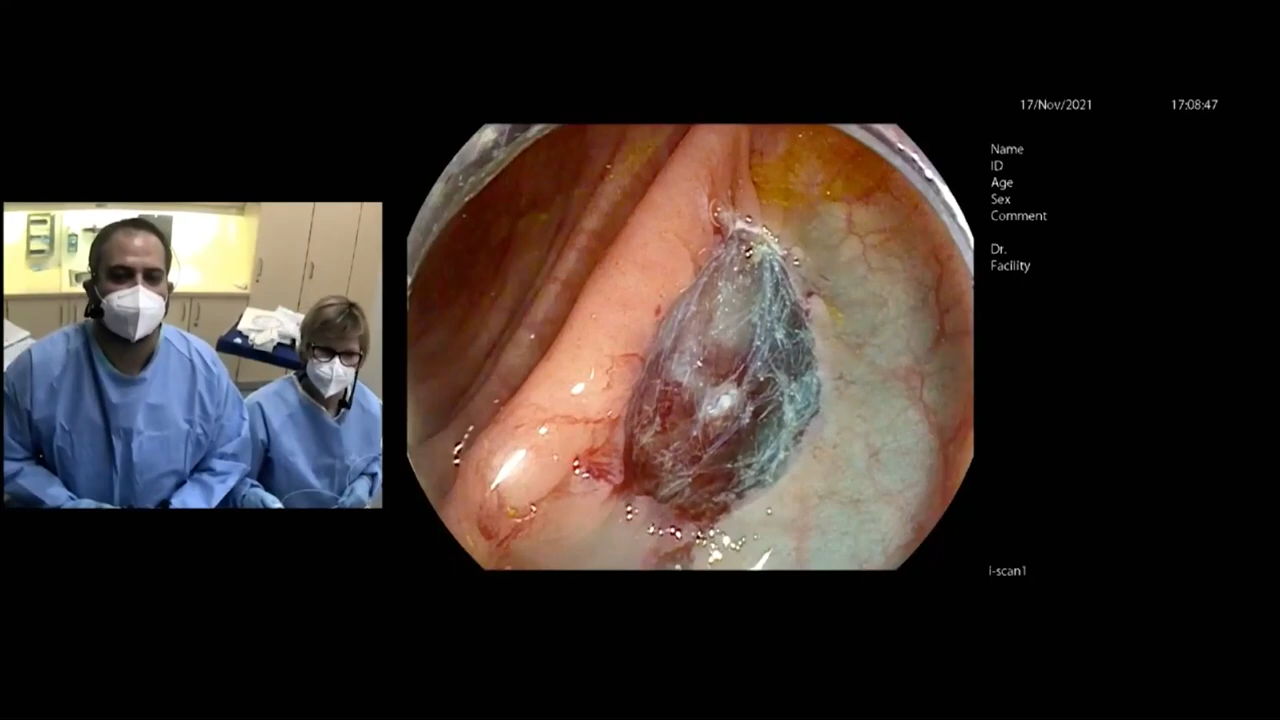 17/Nov/2021 17:08:47
Name
ID
Age
Sex
Comment
Dr.
Facility
i-scan1